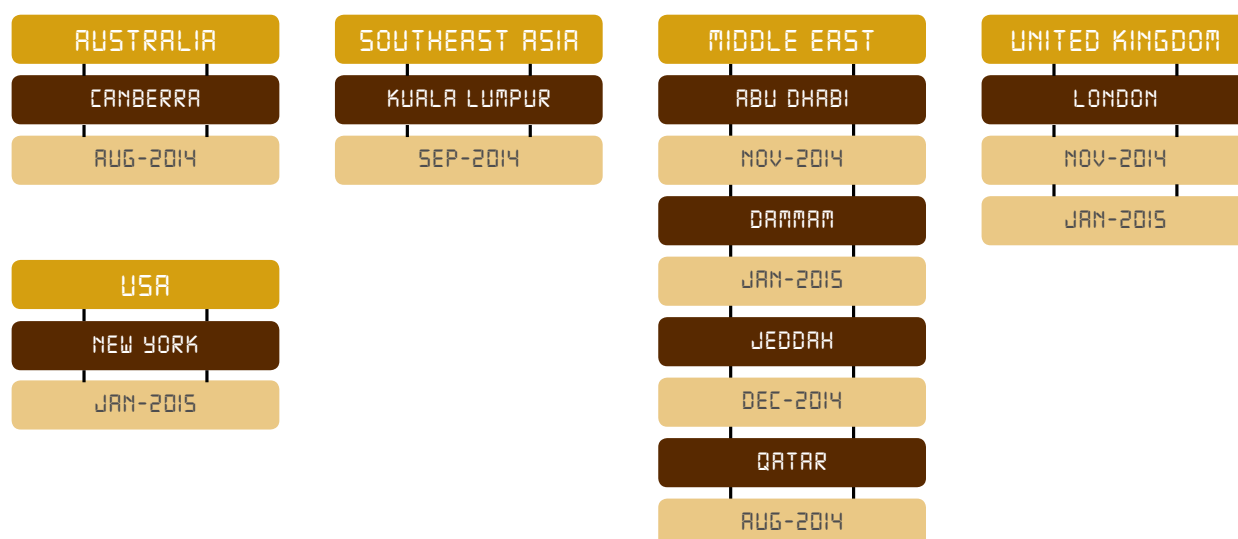 AUSTRALIA
CANBERRA
AUG-2014
USA
NEW YORK
JAN-2015
SOUTHEAST ASIA
KUALA LUMPUR
SEP-2014
MIDDLE EAST
ABU DHABI
NOV-2014
DAMMAM
JAN-2015
JEDDAH
DEC-2014
QATAR
AUG-2014
UNITED KINGDOM
LONDON
NOV-2014
JAN-2015